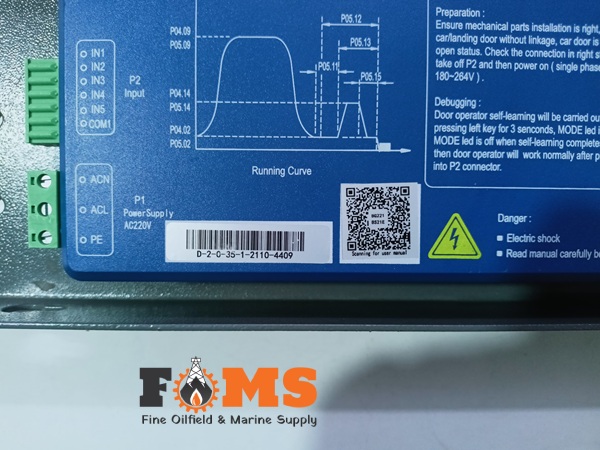 IN1
IN2
IN3
IN4
IN5
COM1
P2
Input
ACN
ACL
PE
P1
PowerSupply
AC220V
P04.09
P05.09
P04.14
P05.14
P04.02
P05.02
P05.12
P05.13
P05.11
P05.15
Running Curve
D-2-0-35-1-2110-4409
Scanning for user manual
Preparation :
Ensure mechanical parts installation is right,
car/landing door without linkage, car door is
open status. Check the connection in right s
take off P2 and then power on ( single phase
180~264V ) .
Debugging :
Door operator self-learning will be carried ou
pressing left key for 3 senconds, MODE led i
MODE led is off when self-learning complete
then door operator will work normally after p
into P2 connector.
Danger :
Electric shock
Read manual carefully be
FOMS
Fine Oilfield & Marine Supply